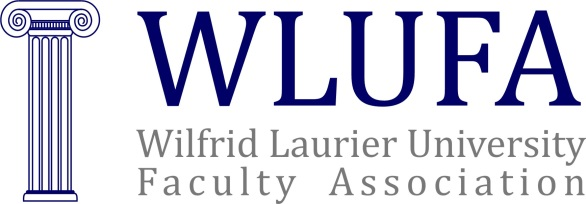 WLUFA
Wilfrid Laurier University
Faculty Association